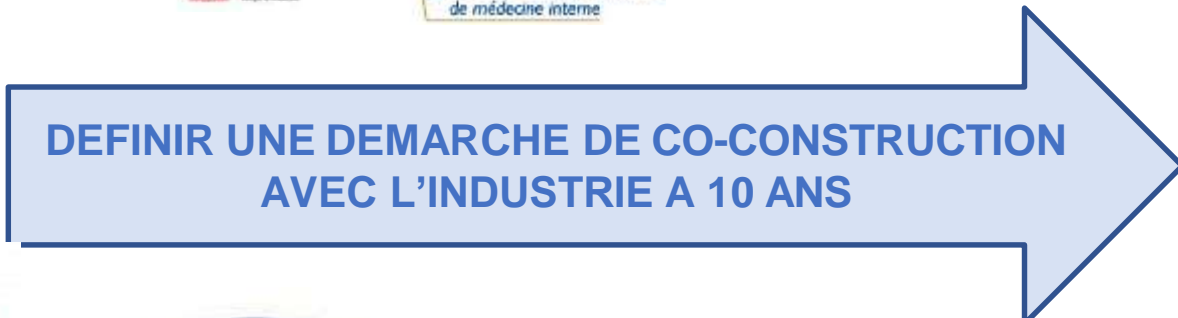 de médecine interne
DEFINIR UNE DEMARCHE DE CO-CONSTRUCTION
AVEC L'INDUSTRIE A 10 ANS